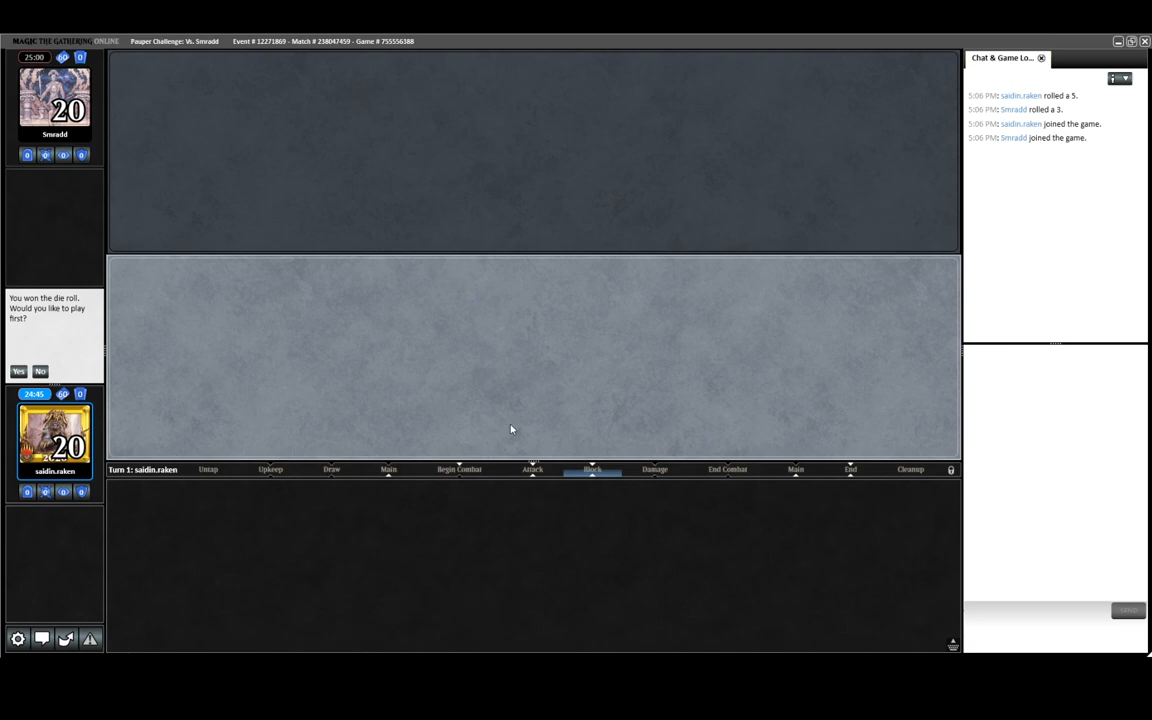 MAGIC: THE GATHERING ONLINE Pauper Challenge: Vs. Smradd Event # 12271869 - Match # 238047459 - Game # 755556388
25:00 60 0
20
Smradd
0 0 0 0
You won the die roll.
Would you like to play
first?
Yes No
24:45 60 0
20
saidin.raken
0 0 0 0
Turn 1: saidin.raken Untap Upkeep Draw Main Begin Combat Attack Block Damage End Combat Main End Cleanup
Chat & Game Lo...
5:06 PM: saidin.raken rolled a 5.
5:06 PM: Smradd rolled a 3.
5:06 PM: saidin.raken joined the game.
5:06 PM: Smradd joined the game.
SEND